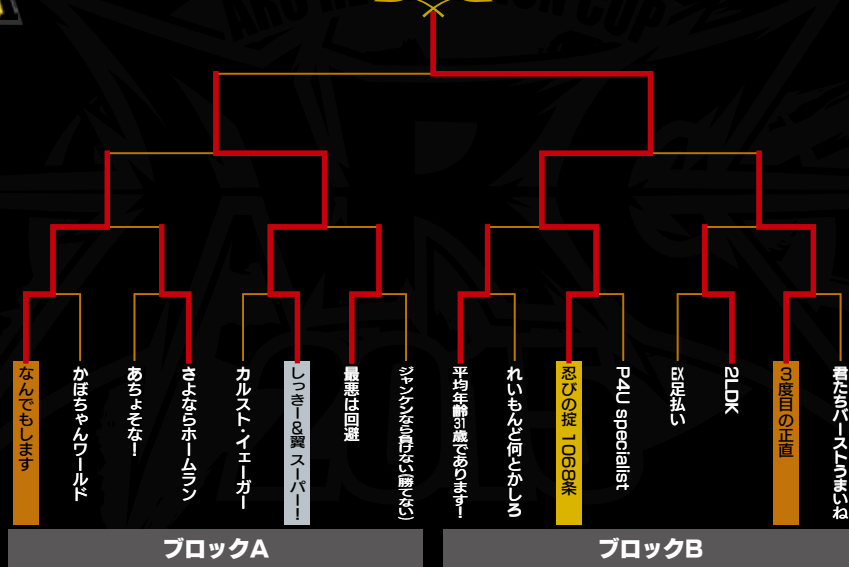 ARC REVOLUTION CUP
2015
なんでもします
かぼちゃんワールド
あちょそな！
さよならホームラン
カルスト・イェーガー
しっきー&翼 スーパー！
最悪は回避
ジャンケンなら負けない(勝てない)
平均年齢31歳であります！
れいもんど何とかしろ
忍びの掟 1068条
P4U specialist
EX足払い
2LDK
3度目の正直
君たちバーストうまいね
ブロックA
ブロックB